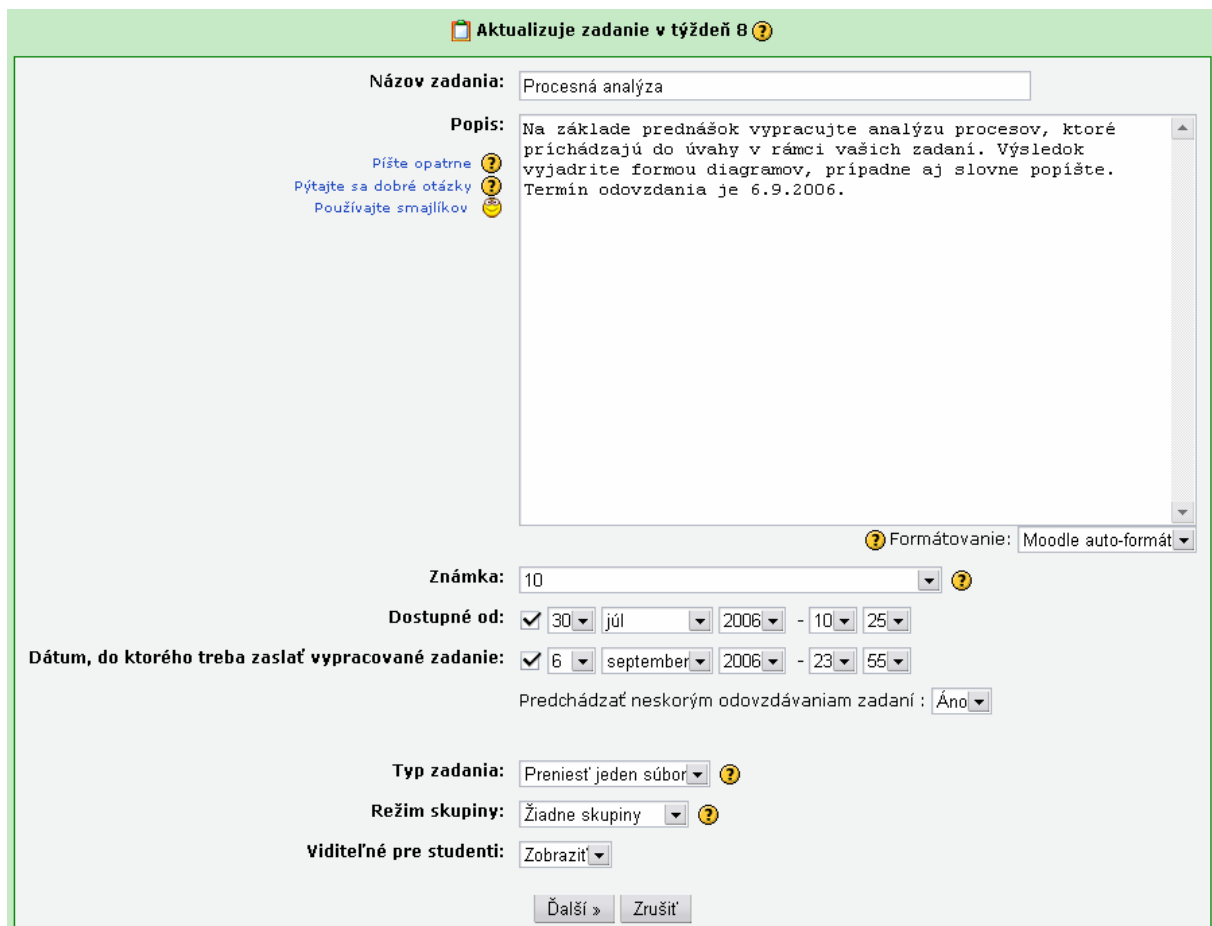 Aktualizuje zadanie v týždeň 8
Názov zadania: Procesná analýza
Popis:
Na základe prednášok vypracujte analýzu procesov, ktoré
príchádzajú do úvahy v rámci vašich zadaní. Výsledok
vyjadrite formou diagramov, prípadne aj slovne popíšte.
Termín odovzdania je 6.9.2006.
Píšte opatrne
Pýtajte sa dobré otázky
Používajte smajlíkov
Formátovanie: Moodle auto-formát
Známka: 10
Dostupné od: 30 júl 2006 - 10 25
Dátum, do ktorého treba zaslať vypracované zadanie: 6 september 2006 - 23 55
Predchádzať neskorým odovzdávaniam zadaní : Áno
Typ zadania: Preniesť jeden súbor
Režim skupiny: Žiadne skupiny
Viditeľné pre studenti: Zobraziť
Ďalší » Zrušiť